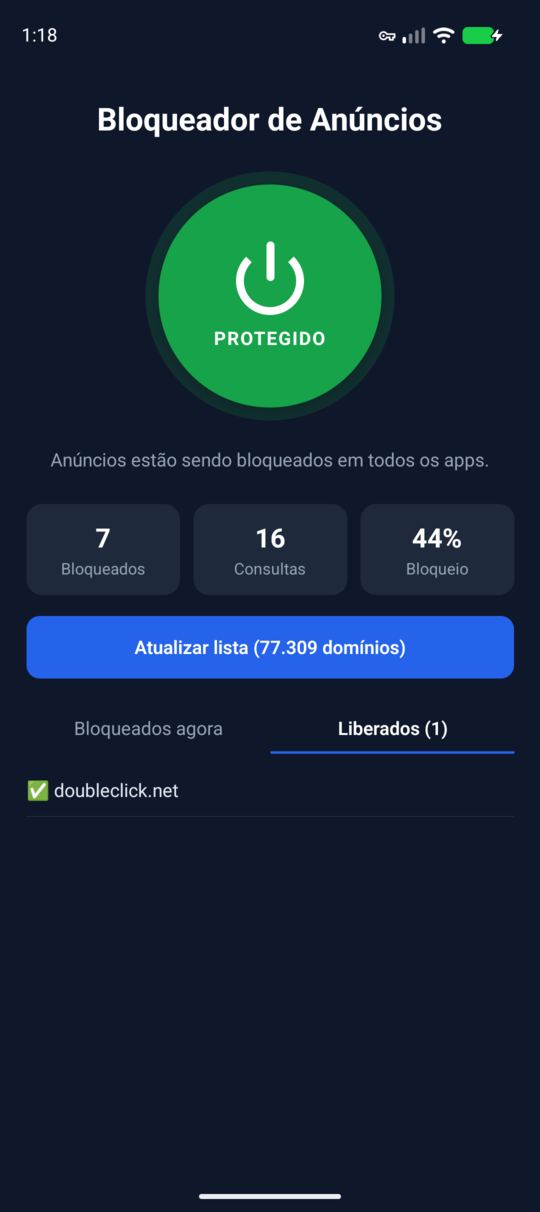 1:18
Bloqueador de Anúncios
PROTEGIDO
Anúncios estão sendo bloqueados em todos os apps.
7 16 44%
Bloqueados Consultas Bloqueio
Atualizar lista (77.309 domínios)
Bloqueados agora Liberados (1)
✅ doubleclick.net